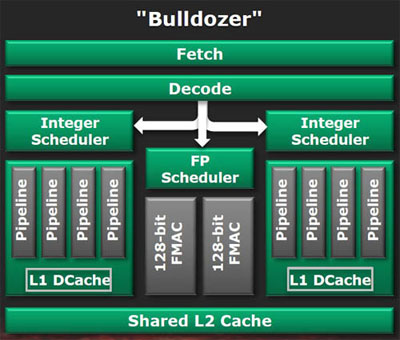 "Bulldozer"
Fetch
Decode
Integer
Scheduler
Integer
Scheduler
FP
Scheduler
Pipeline
Pipeline
Pipeline
Pipeline
L1 DCache
128-bit
FMAC
128-bit
FMAC
Pipeline
Pipeline
Pipeline
Pipeline
L1 DCache
Shared L2 Cache